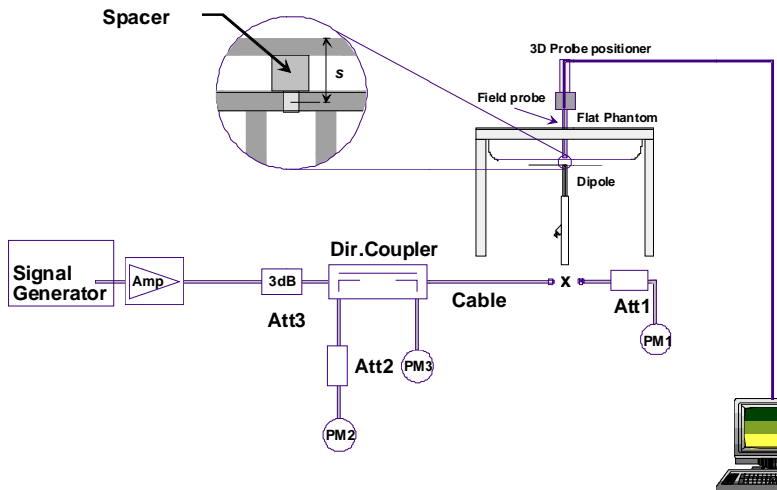 Spacer
s
3D Probe positioner
Field probe
Flat Phantom
Dipole
Signal
Generator
Amp
3dB
Att3
Dir.Coupler
Cable
x
Att1
PM1
Att2
PM3
PM2